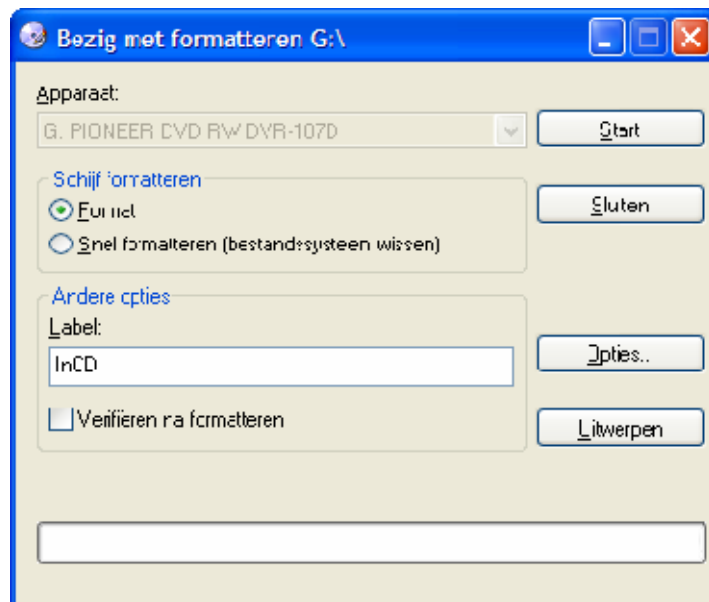 Bezig met formatteren G:\
Apparaat:
G. PIONEER DVD RW DVR-107D
Start
Schijf formatteren
Format
Sluiten
Snel formatteren (bestandssysteem wissen)
Andere opties
Label:
InCD
Opties..
Verifiëren na formatteren
Uitwerpen